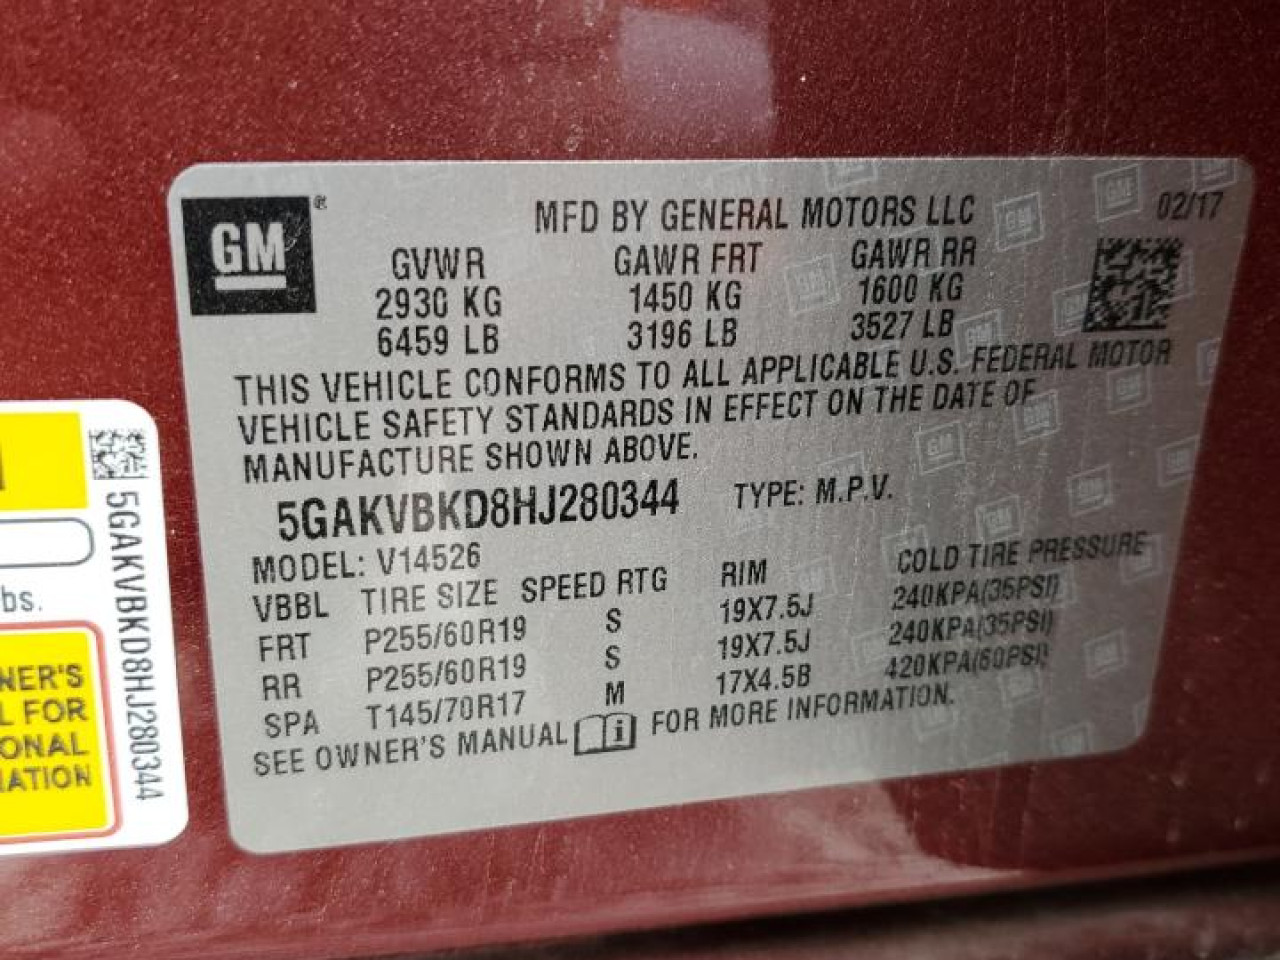 GM ®
MFD BY GENERAL MOTORS LLC 02/17
GVWR GAWR FRT GAWR RR
2930 KG 1450 KG 1600 KG
6459 LB 3196 LB 3527 LB
THIS VEHICLE CONFORMS TO ALL APPLICABLE U.S. FEDERAL MOTOR
VEHICLE SAFETY STANDARDS IN EFFECT ON THE DATE OF
MANUFACTURE SHOWN ABOVE.
5GAKVBKD8HJ280344 TYPE: M.P.V.
MODEL: V14526
VBBL TIRE SIZE SPEED RTG RIM COLD TIRE PRESSURE
FRT P255/60R19 S 19X7.5J 240KPA(35PSI)
RR P255/60R19 S 19X7.5J 240KPA(35PSI)
SPA T145/70R17 M 17X4.5B 420KPA(60PSI)
SEE OWNER'S MANUAL i FOR MORE INFORMATION.
5GAKVBKD8HJ280344
bs.
NER'S
L FOR
ONAL
ATION